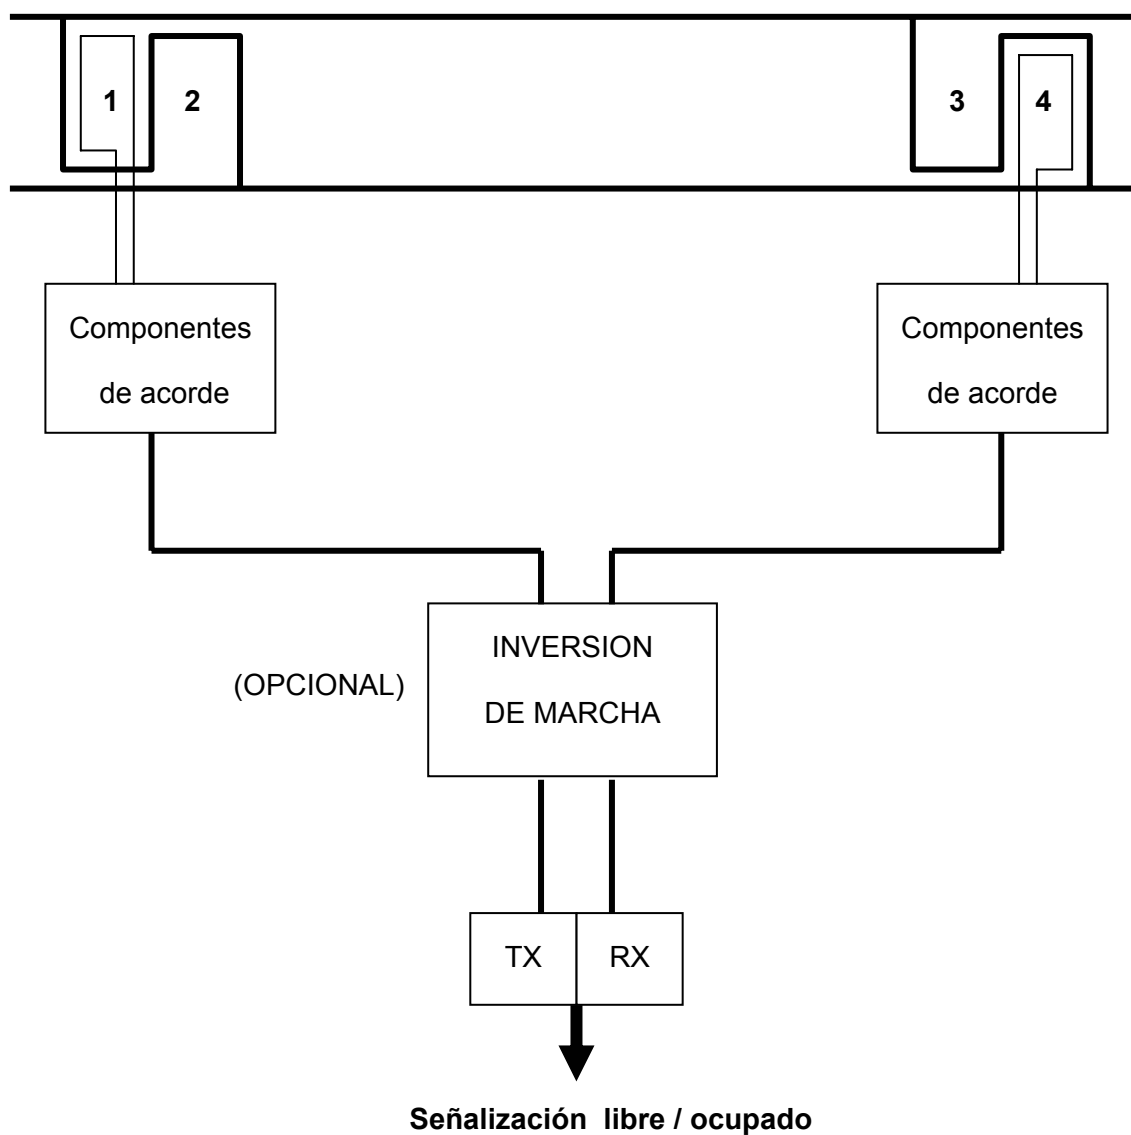 1 2 3 4
Componentes
de acorde
Componentes
de acorde
(OPCIONAL)
INVERSION
DE MARCHA
TX RX
Señalización libre / ocupado